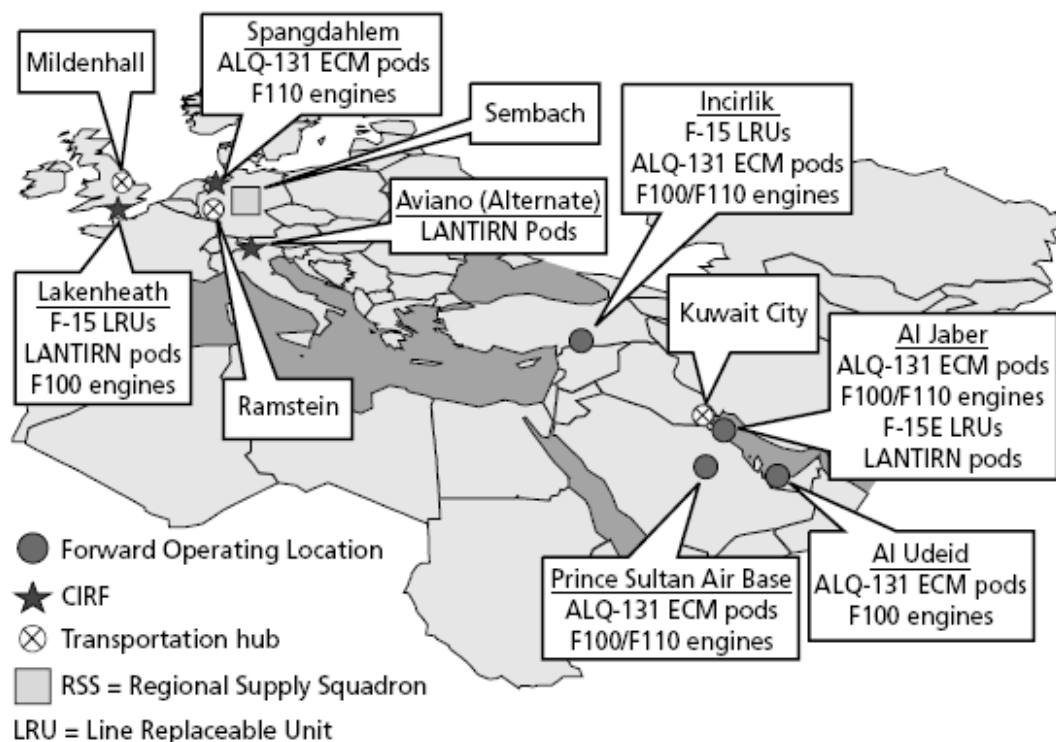 Mildenhall
Spangdahlem
ALQ-131 ECM pods
F110 engines
Sembach
Incirlik
F-15 LRUs
ALQ-131 ECM pods
F100/F110 engines
Aviano (Alternate)
LANTIRN Pods
Lakenheath
F-15 LRUs
LANTIRN pods
F100 engines
Ramstein
Kuwait City
Al Jaber
ALQ-131 ECM pods
F100/F110 engines
F-15E LRUs
LANTIRN pods
Prince Sultan Air Base
ALQ-131 ECM pods
F100/F110 engines
Al Udeid
ALQ-131 ECM pods
F100 engines
Forward Operating Location
CIRF
Transportation hub
RSS = Regional Supply Squadron
LRU = Line Replaceable Unit